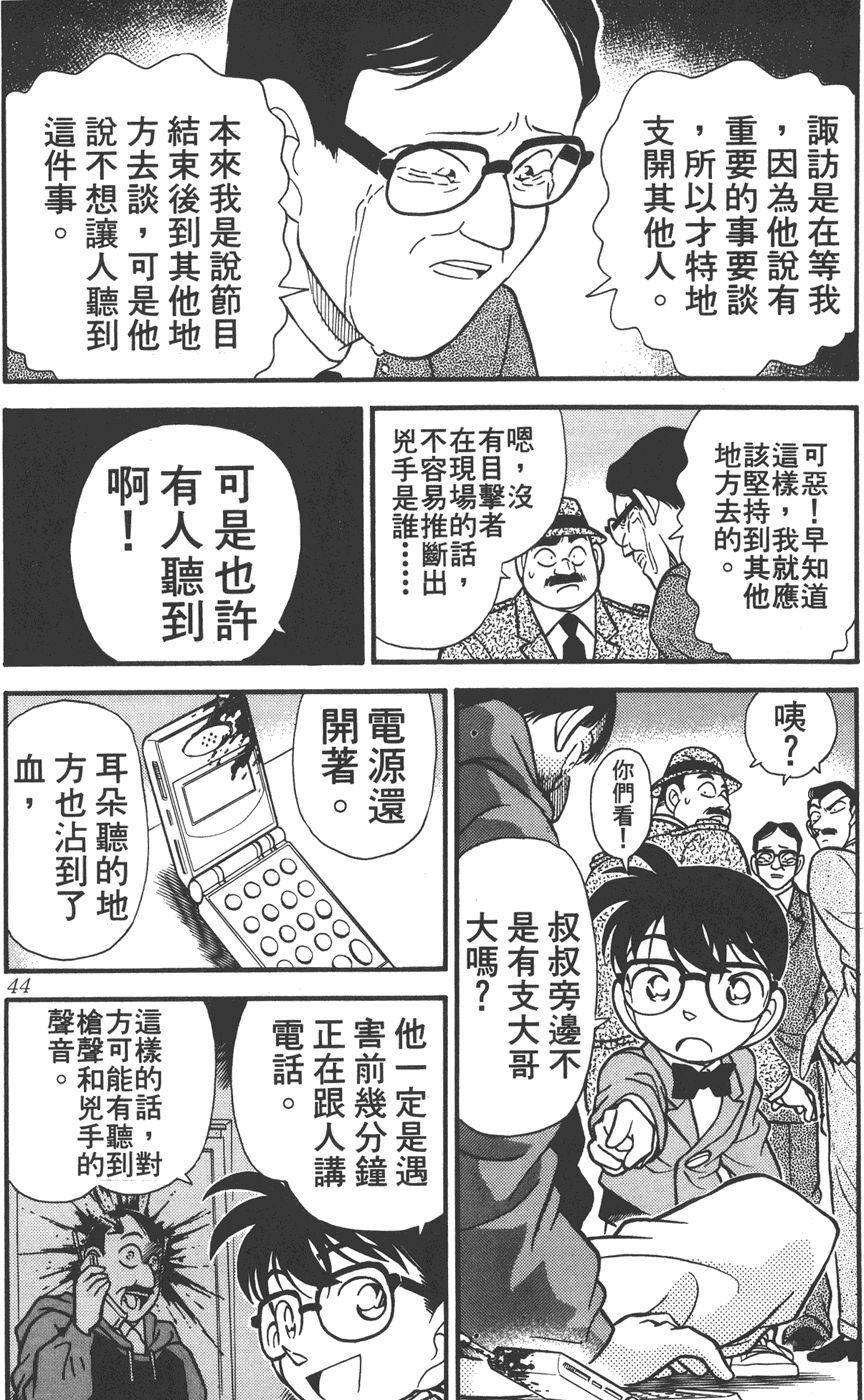 諏訪是在等我
，因為他說有
重要的事要談
，所以才特地
支開其他人。
本來我是說節目
結束後到其他地
方去談，可是他
說不想讓人聽到
這件事。
可惡！早知道
這樣，我就應
該堅持到其他
地方去的。
嗯，沒
有目擊者
在現場的話，
不容易推斷出
兇手是誰……
可是也許
有人聽到
啊！
咦？
你們看！
叔叔旁邊不
是有支大哥
大嗎？
電源還
開著。
耳朵聽的地
方也沾到了
血，
他一定是遇
害前幾分鐘
正在跟人講
電話。
這樣的話，對
方可能有聽到
槍聲和兇手的
聲音。
44